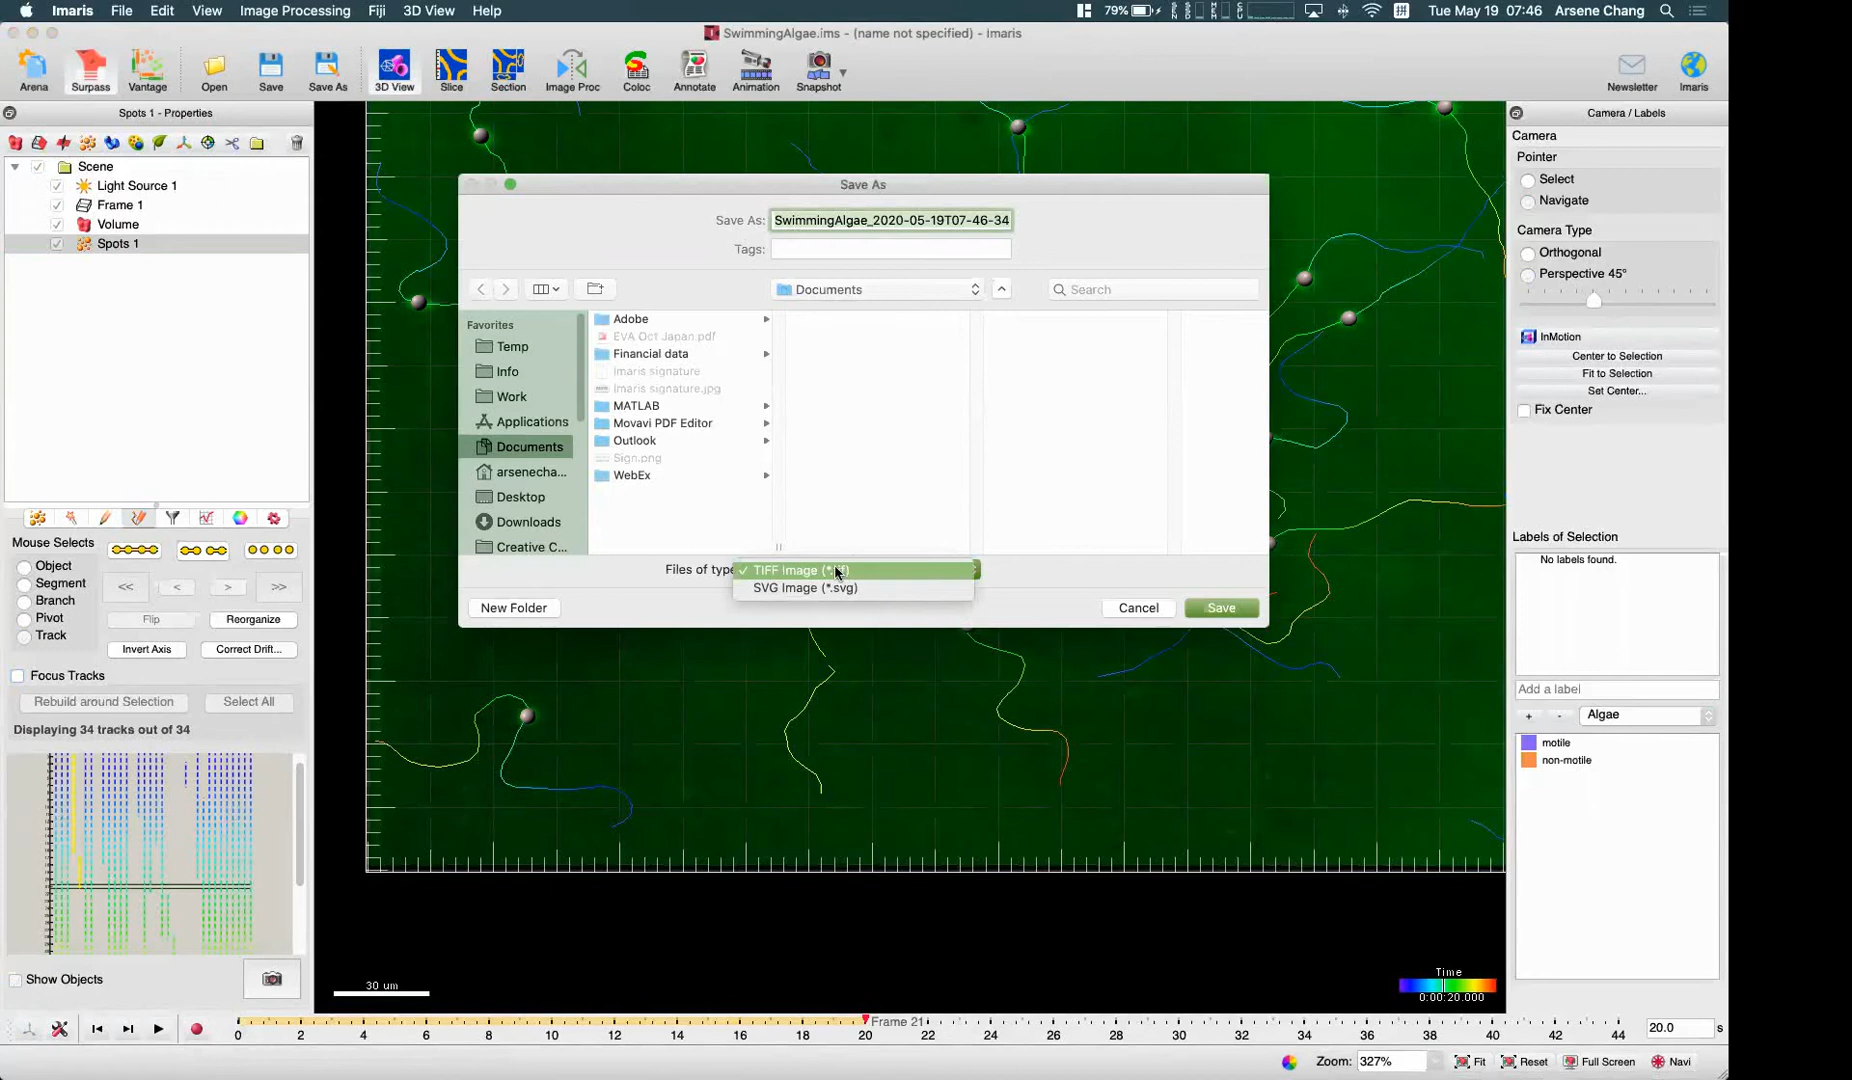 Imaris File Edit View Image Processing Fiji 3D View Help 79% Tue May 19 07:46 Arsene Chang
SwimmingAlgae.ims - (name not specified) - Imaris
Arena Surpass Vantage Open Save Save As 3D View Slice Section Image Proc Coloc Annotate Animation Snapshot Newsletter Imaris
Spots 1 - Properties
Scene
Light Source 1
Frame 1
Volume
Spots 1
Mouse Selects
Object
Segment
Branch
Pivot
Track
<< < > >>
Flip Reorganize
Invert Axis Correct Drift...
Focus Tracks
Rebuild around Selection Select All
Displaying 34 tracks out of 34
Show Objects
Save As
Save As: SwimmingAlgae_2020-05-19T07-46-34
Tags:
Documents Search
Favorites
Temp
Info
Work
Applications
Documents
arsenecha...
Desktop
Downloads
Creative C...
Adobe
EVA Oct Japan.pdf
Financial data
Imaris signature
Imaris signature.jpg
MATLAB
Movavi PDF Editor
Outlook
Sign.png
WebEx
Files of type
TIFF Image
SVG Image (*.svg)
New Folder Cancel Save
Camera / Labels
Camera
Pointer
Select
Navigate
Camera Type
Orthogonal
Perspective 45°
InMotion
Center to Selection
Fit to Selection
Set Center...
Fix Center
Labels of Selection
No labels found.
Add a label
+ - Algae
motile
non-motile
30 um
Time
0:00:20.000
Frame 21
0 2 4 6 8 10 12 14 16 18 20 22 24 26 28 30 32 34 36 38 40 42 44 20.0 s
Zoom: 327% Fit Reset Full Screen Navi